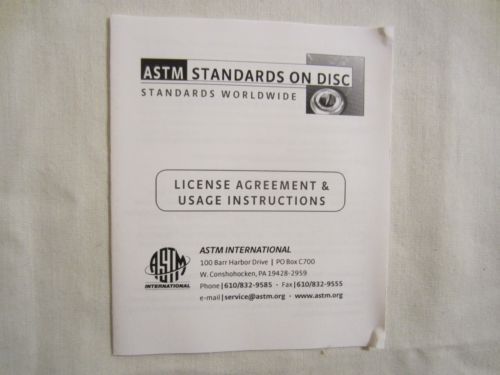 ASTM STANDARDS ON DISC
STANDARDS WORLDWIDE
LICENSE AGREEMENT &
USAGE INSTRUCTIONS
ASTM
INTERNATIONAL
ASTM INTERNATIONAL
100 Barr Harbor Drive | PO Box C700
W. Conshohocken, PA 19428-2959
Phone | 610/832-9585 · Fax | 610/832-9555
e-mail | service@astm.org · www.astm.org